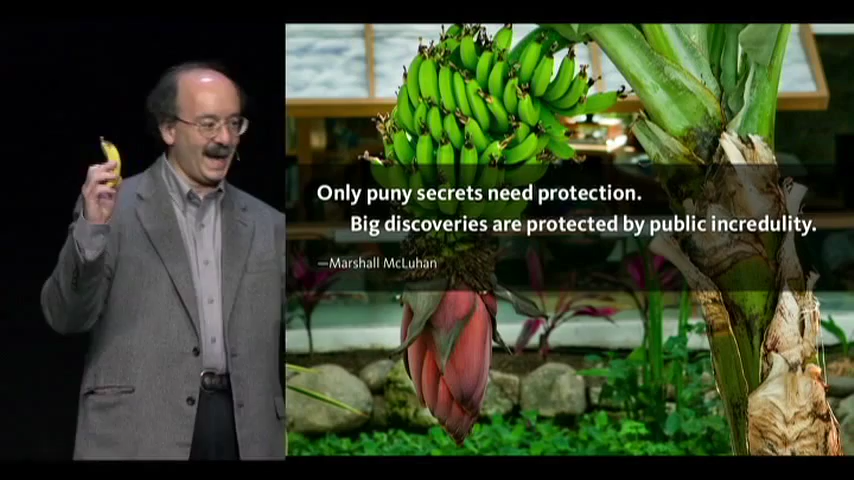 Only puny secrets need protection.
Big discoveries are protected by public incredulity.
—Marshall McLuhan